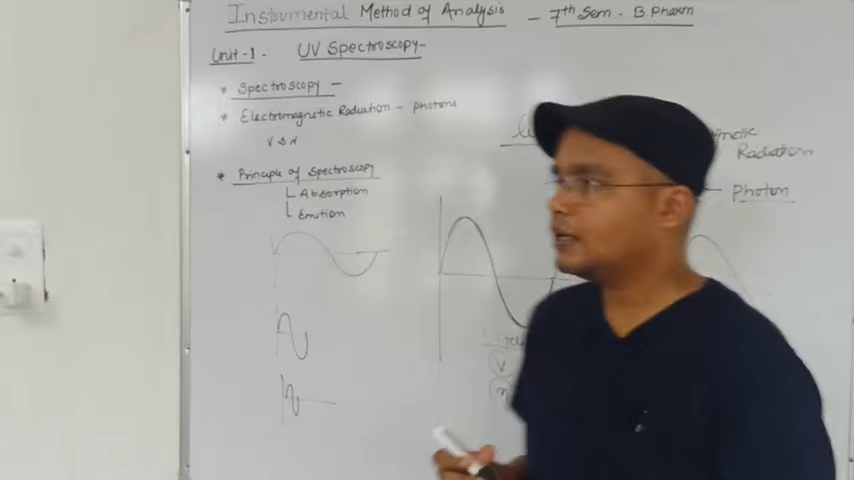 Instrumental Method of Analysis - 7th Sem. B.Pharm
Unit-1 - UV Spectroscopy-
* Spectroscopy -
* Electromagnetic Radiation - photons
* Principle of Spectroscopy
Absorption
Emition
Radiation
Photon